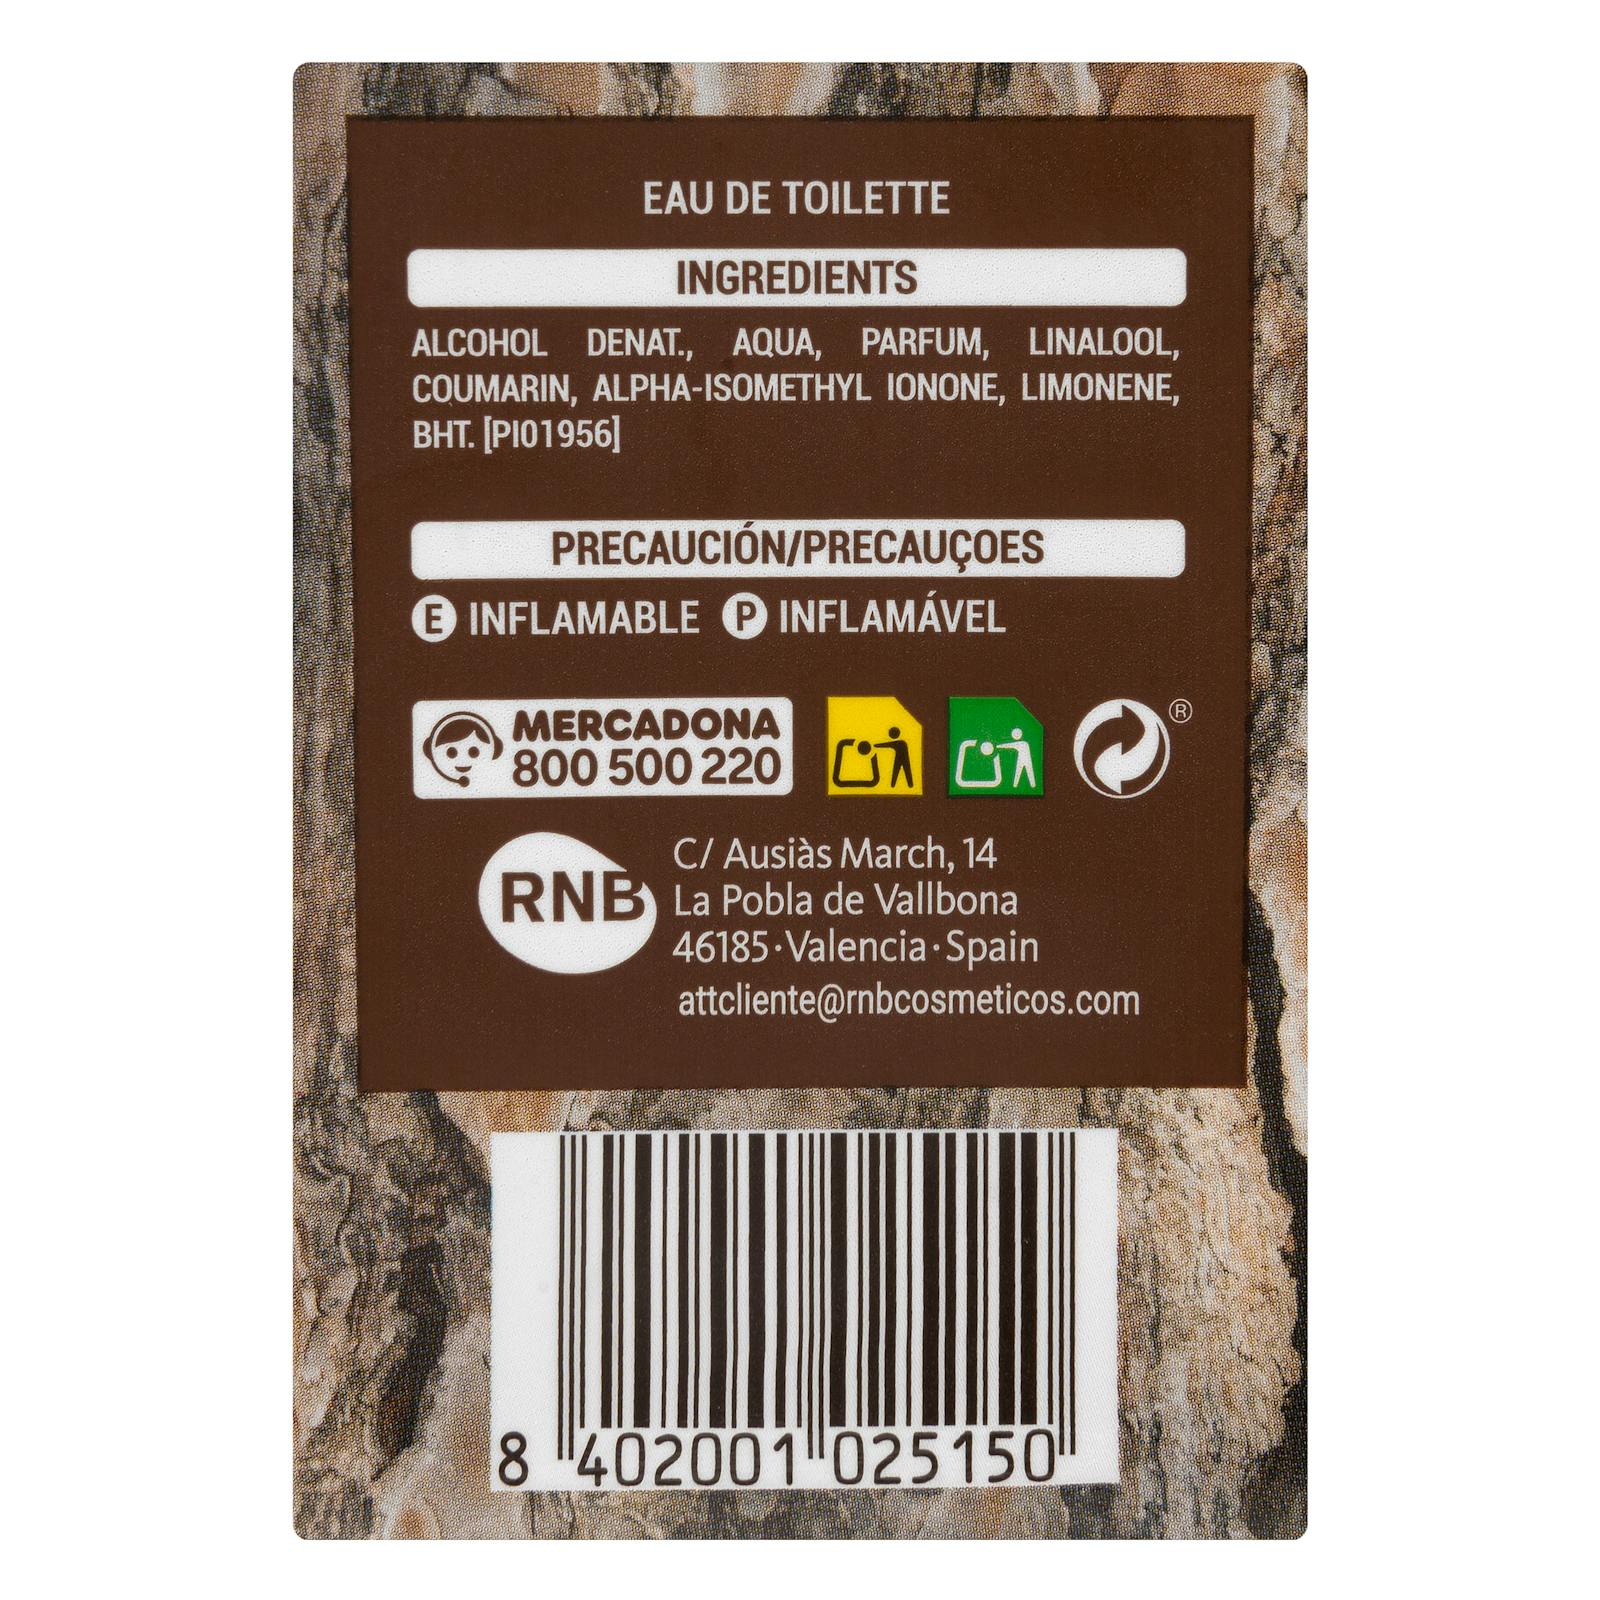 EAU DE TOILETTE
INGREDIENTS
ALCOHOL DENAT., AQUA, PARFUM, LINALOOL,
COUMARIN, ALPHA-ISOMETHYL IONONE, LIMONENE,
BHT. [PI01956]
PRECAUCIÓN/PRECAUÇOES
E INFLAMABLE P INFLAMÁVEL
MERCADONA
800 500 220
®
RNB
C/ Ausiàs March, 14
La Pobla de Vallbona
46185·Valencia·Spain
attcliente@rnbcosmeticos.com
8 402001 025150